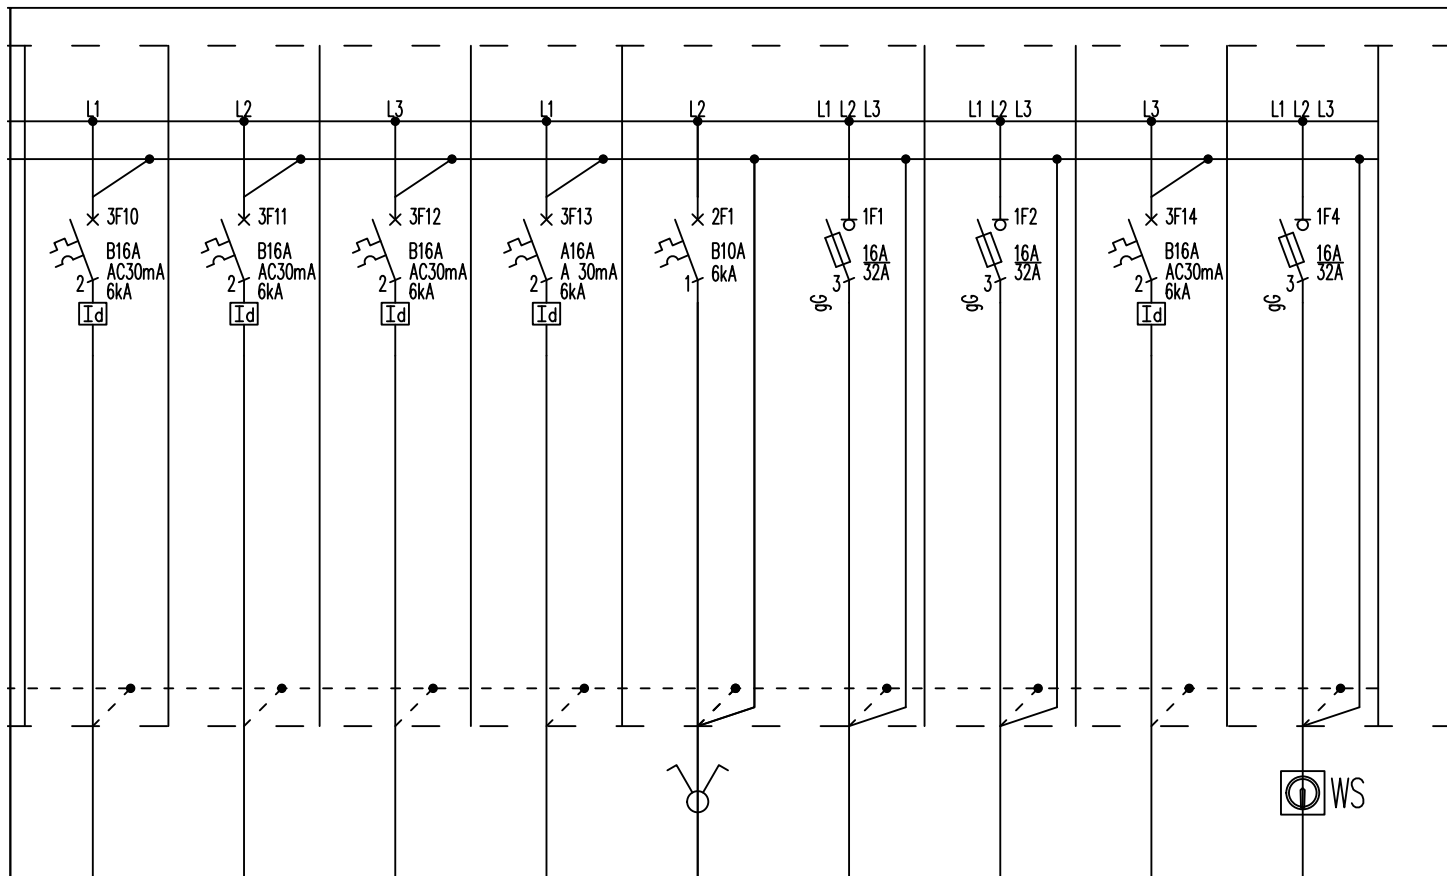 L1 L2 L3 L1 L2 L1 L2 L3 L1 L2 L3 L3 L1 L2 L3
3F10
B16A
AC30mA
6kA
2
Id
3F11
B16A
AC30mA
6kA
2
Id
3F12
B16A
AC30mA
6kA
2
Id
3F13
A16A
A 30mA
6kA
2
Id
2F1
B10A
6kA
1
1F1
16A
32A
3
gG
1F2
16A
32A
3
gG
3F14
B16A
AC30mA
6kA
2
Id
1F4
16A
32A
3
gG
WS